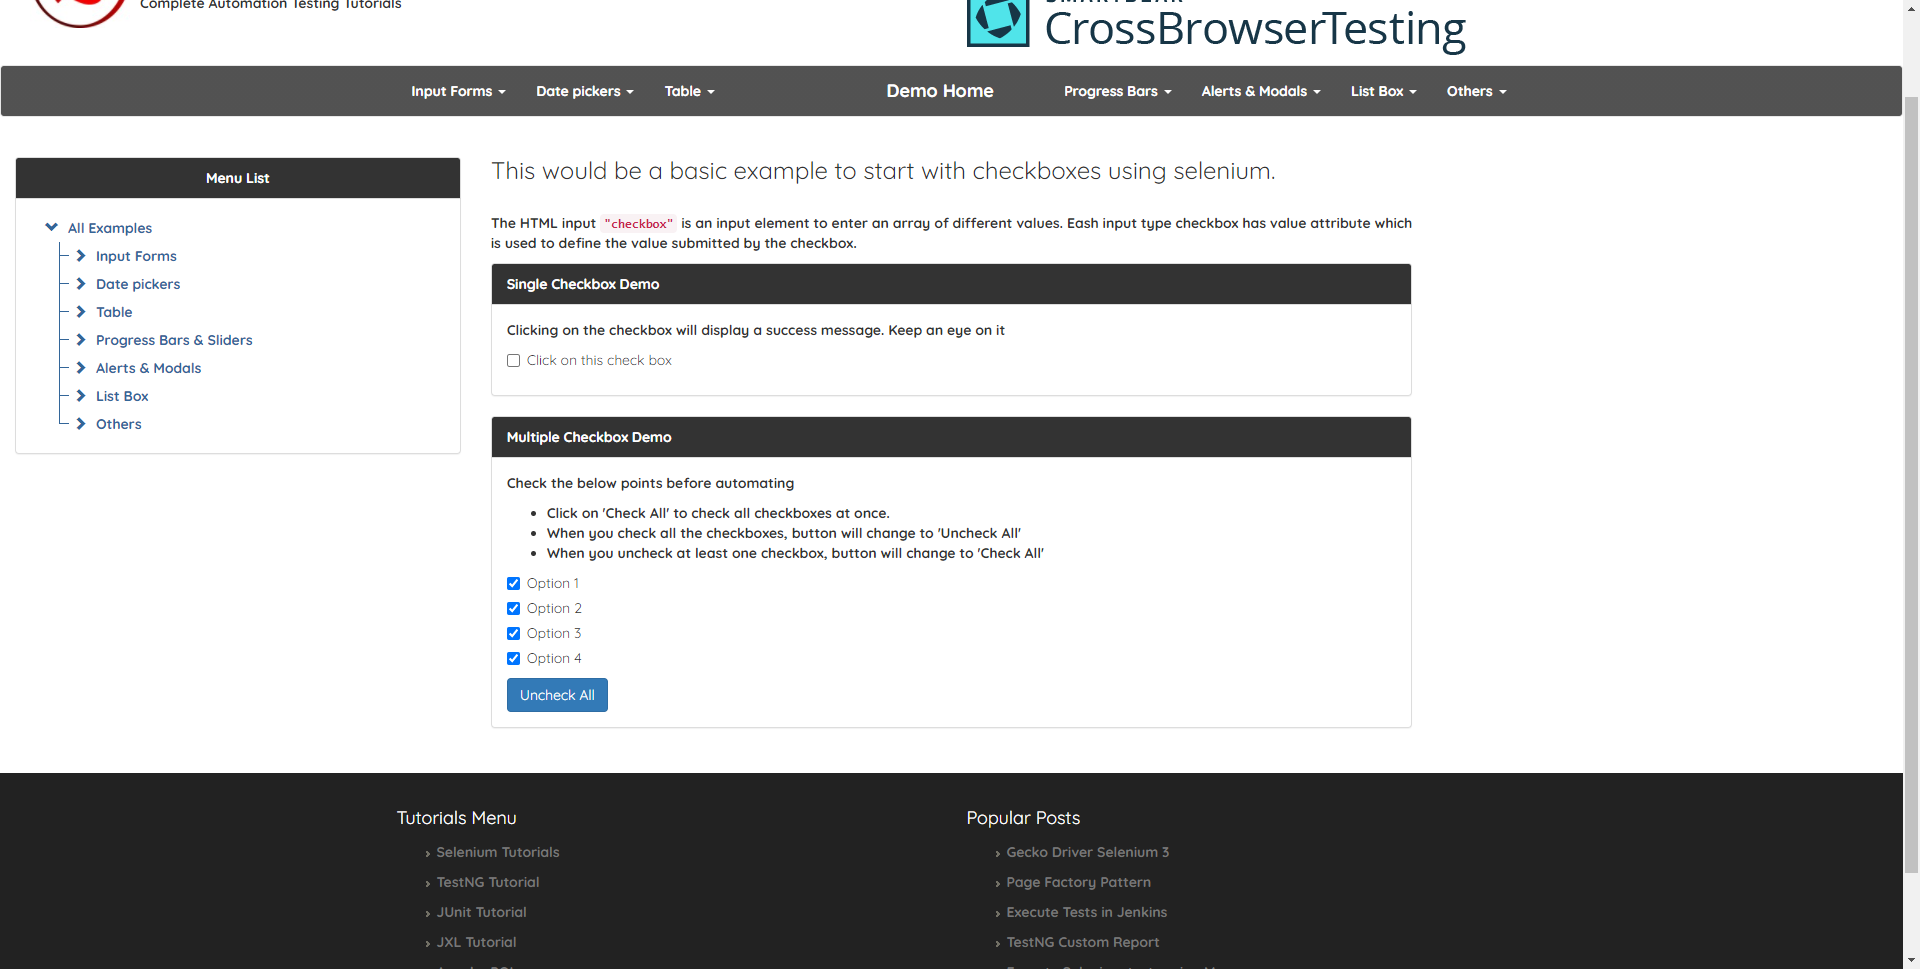 Complete Automation Testing Tutorials
CrossBrowserTesting
Input Forms
Date pickers
Table
Demo Home
Progress Bars
Alerts & Modals
List Box
Others
Menu List
All Examples
Input Forms
Date pickers
Table
Progress Bars & Sliders
Alerts & Modals
List Box
Others
This would be a basic example to start with checkboxes using selenium.
The HTML input "checkbox" is an input element to enter an array of different values. Eash input type checkbox has value attribute which
is used to define the value submitted by the checkbox.
Single Checkbox Demo
Clicking on the checkbox will display a success message. Keep an eye on it
Click on this check box
Multiple Checkbox Demo
Check the below points before automating
Click on 'Check All' to check all checkboxes at once.
When you check all the checkboxes, button will change to 'Uncheck All'
When you uncheck at least one checkbox, button will change to 'Check All'
Option 1
Option 2
Option 3
Option 4
Uncheck All
Tutorials Menu
Selenium Tutorials
TestNG Tutorial
JUnit Tutorial
JXL Tutorial
Popular Posts
Gecko Driver Selenium 3
Page Factory Pattern
Execute Tests in Jenkins
TestNG Custom Report